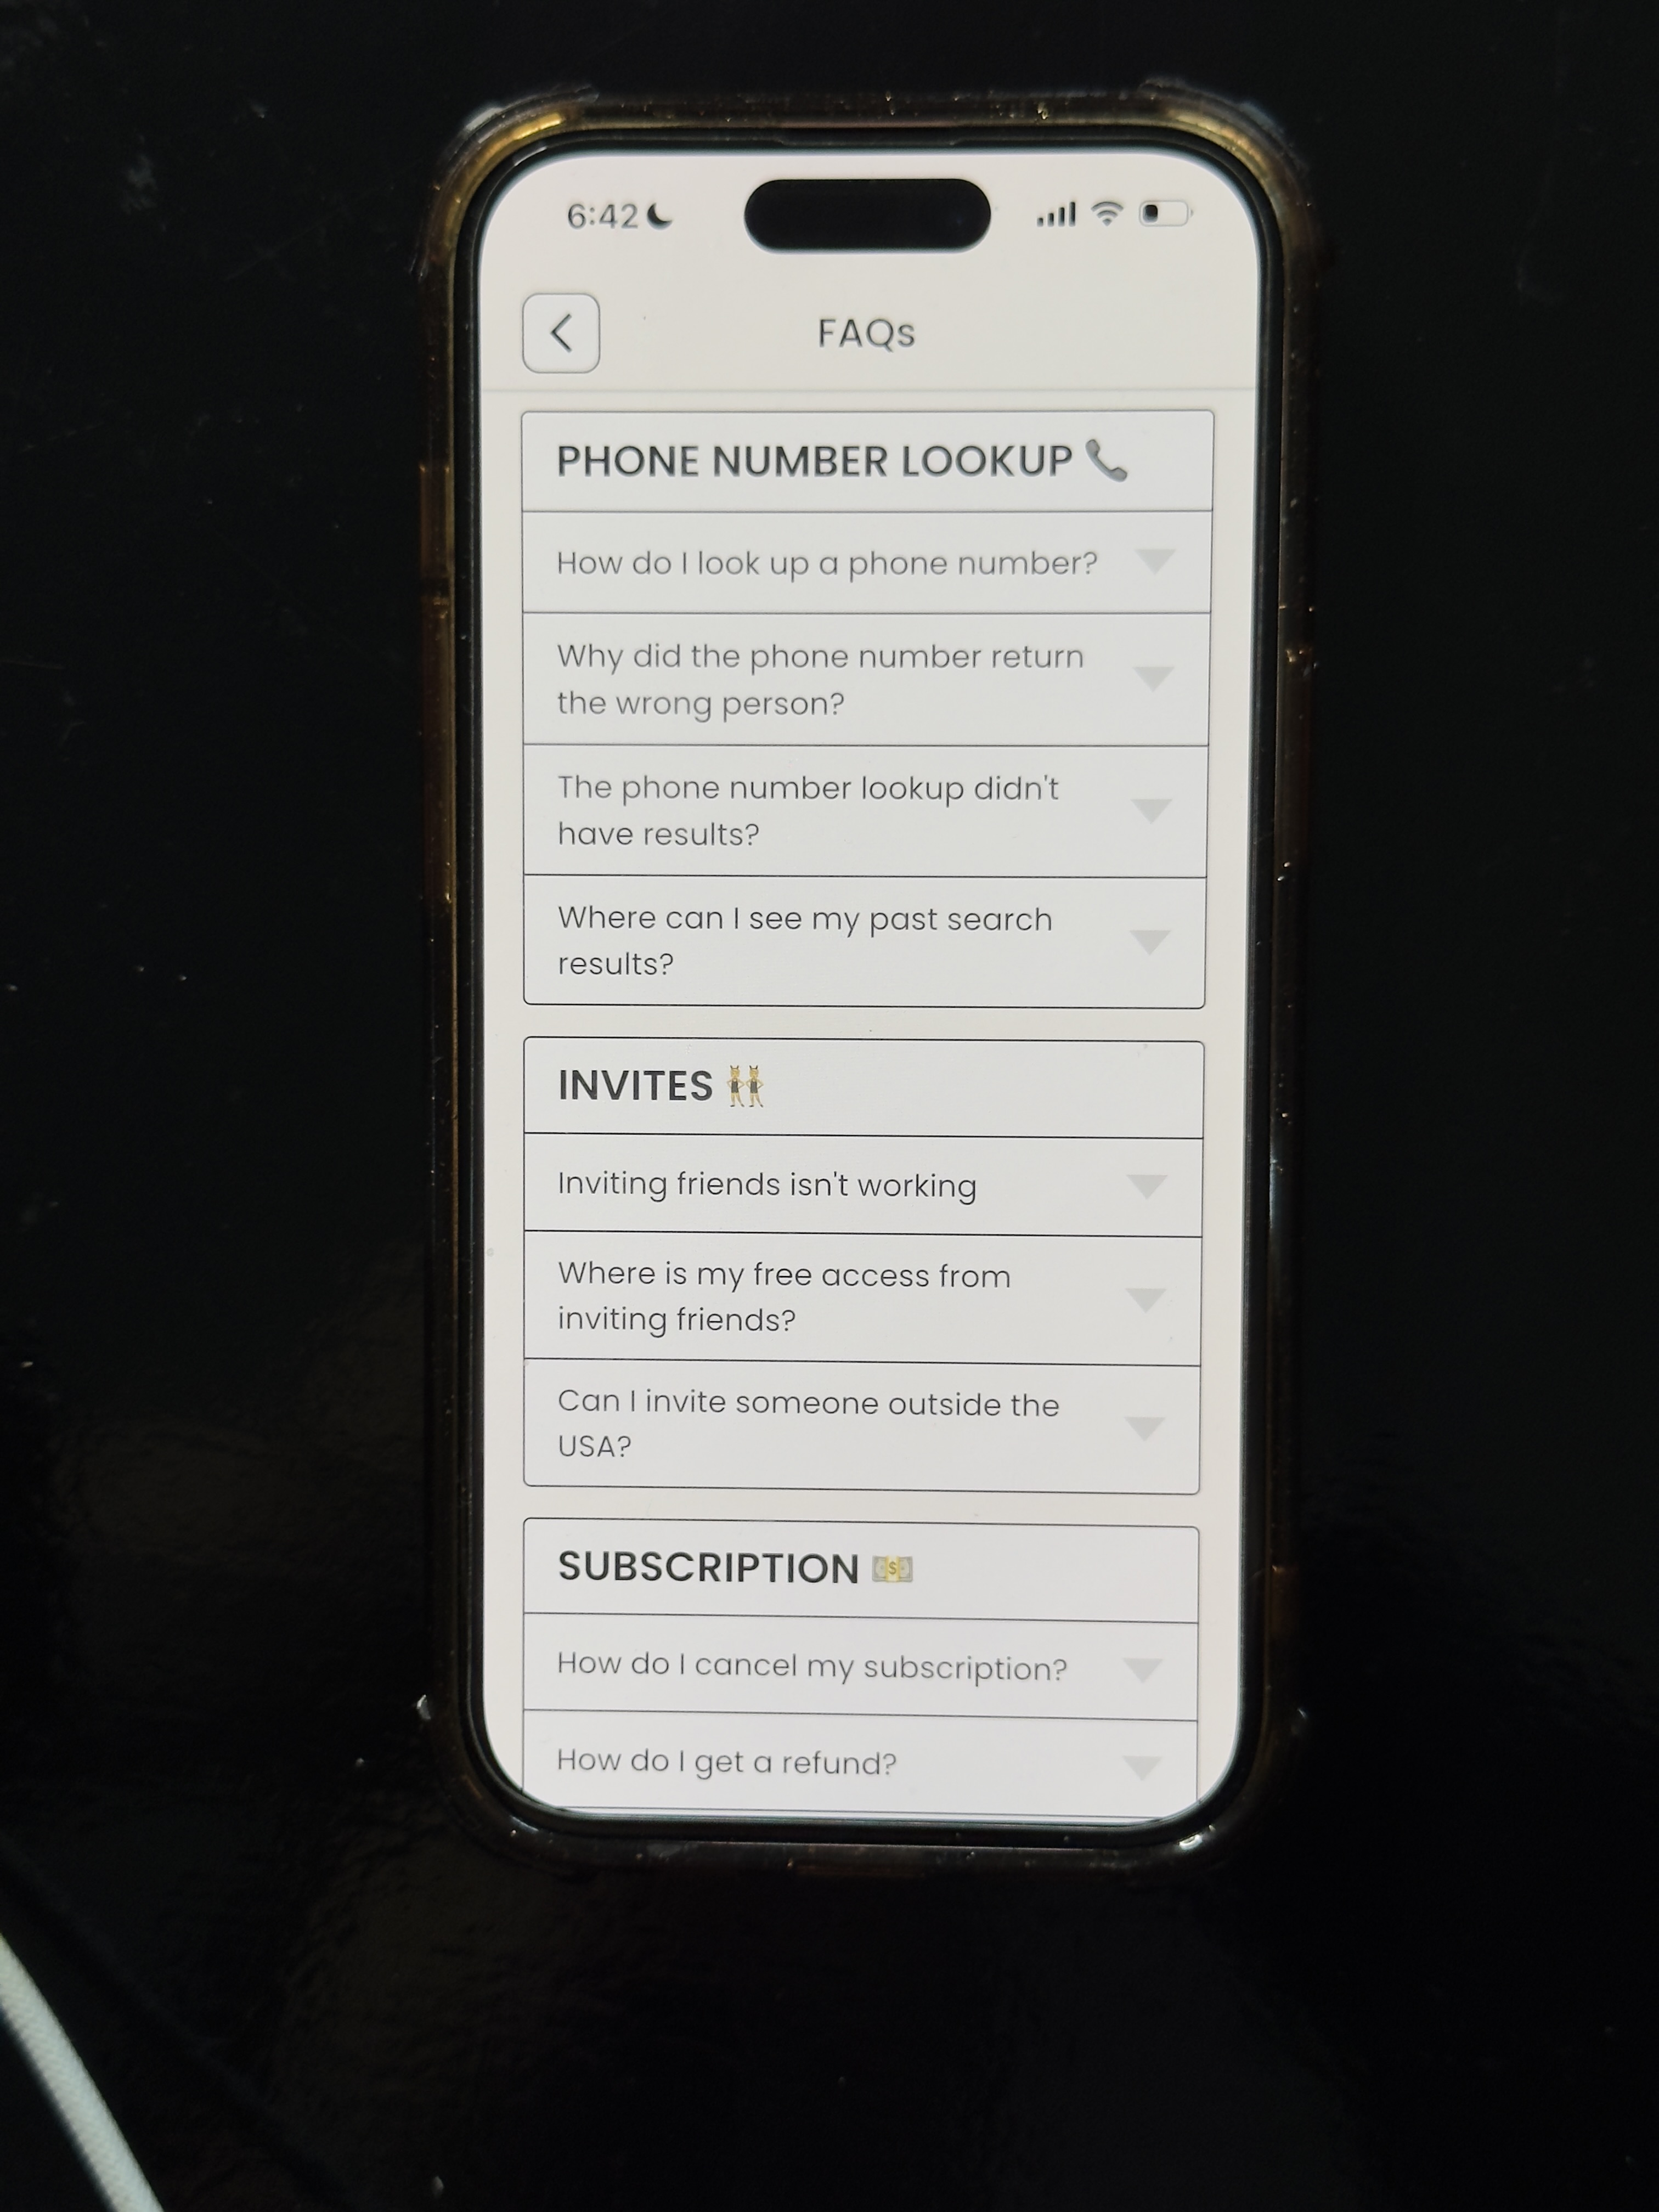 6:42
FAQs
PHONE NUMBER LOOKUP
How do I look up a phone number?
Why did the phone number return
the wrong person?
The phone number lookup didn't
have results?
Where can I see my past search
results?
INVITES
Inviting friends isn't working
Where is my free access from
inviting friends?
Can I invite someone outside the
USA?
SUBSCRIPTION
How do I cancel my subscription?
How do I get a refund?